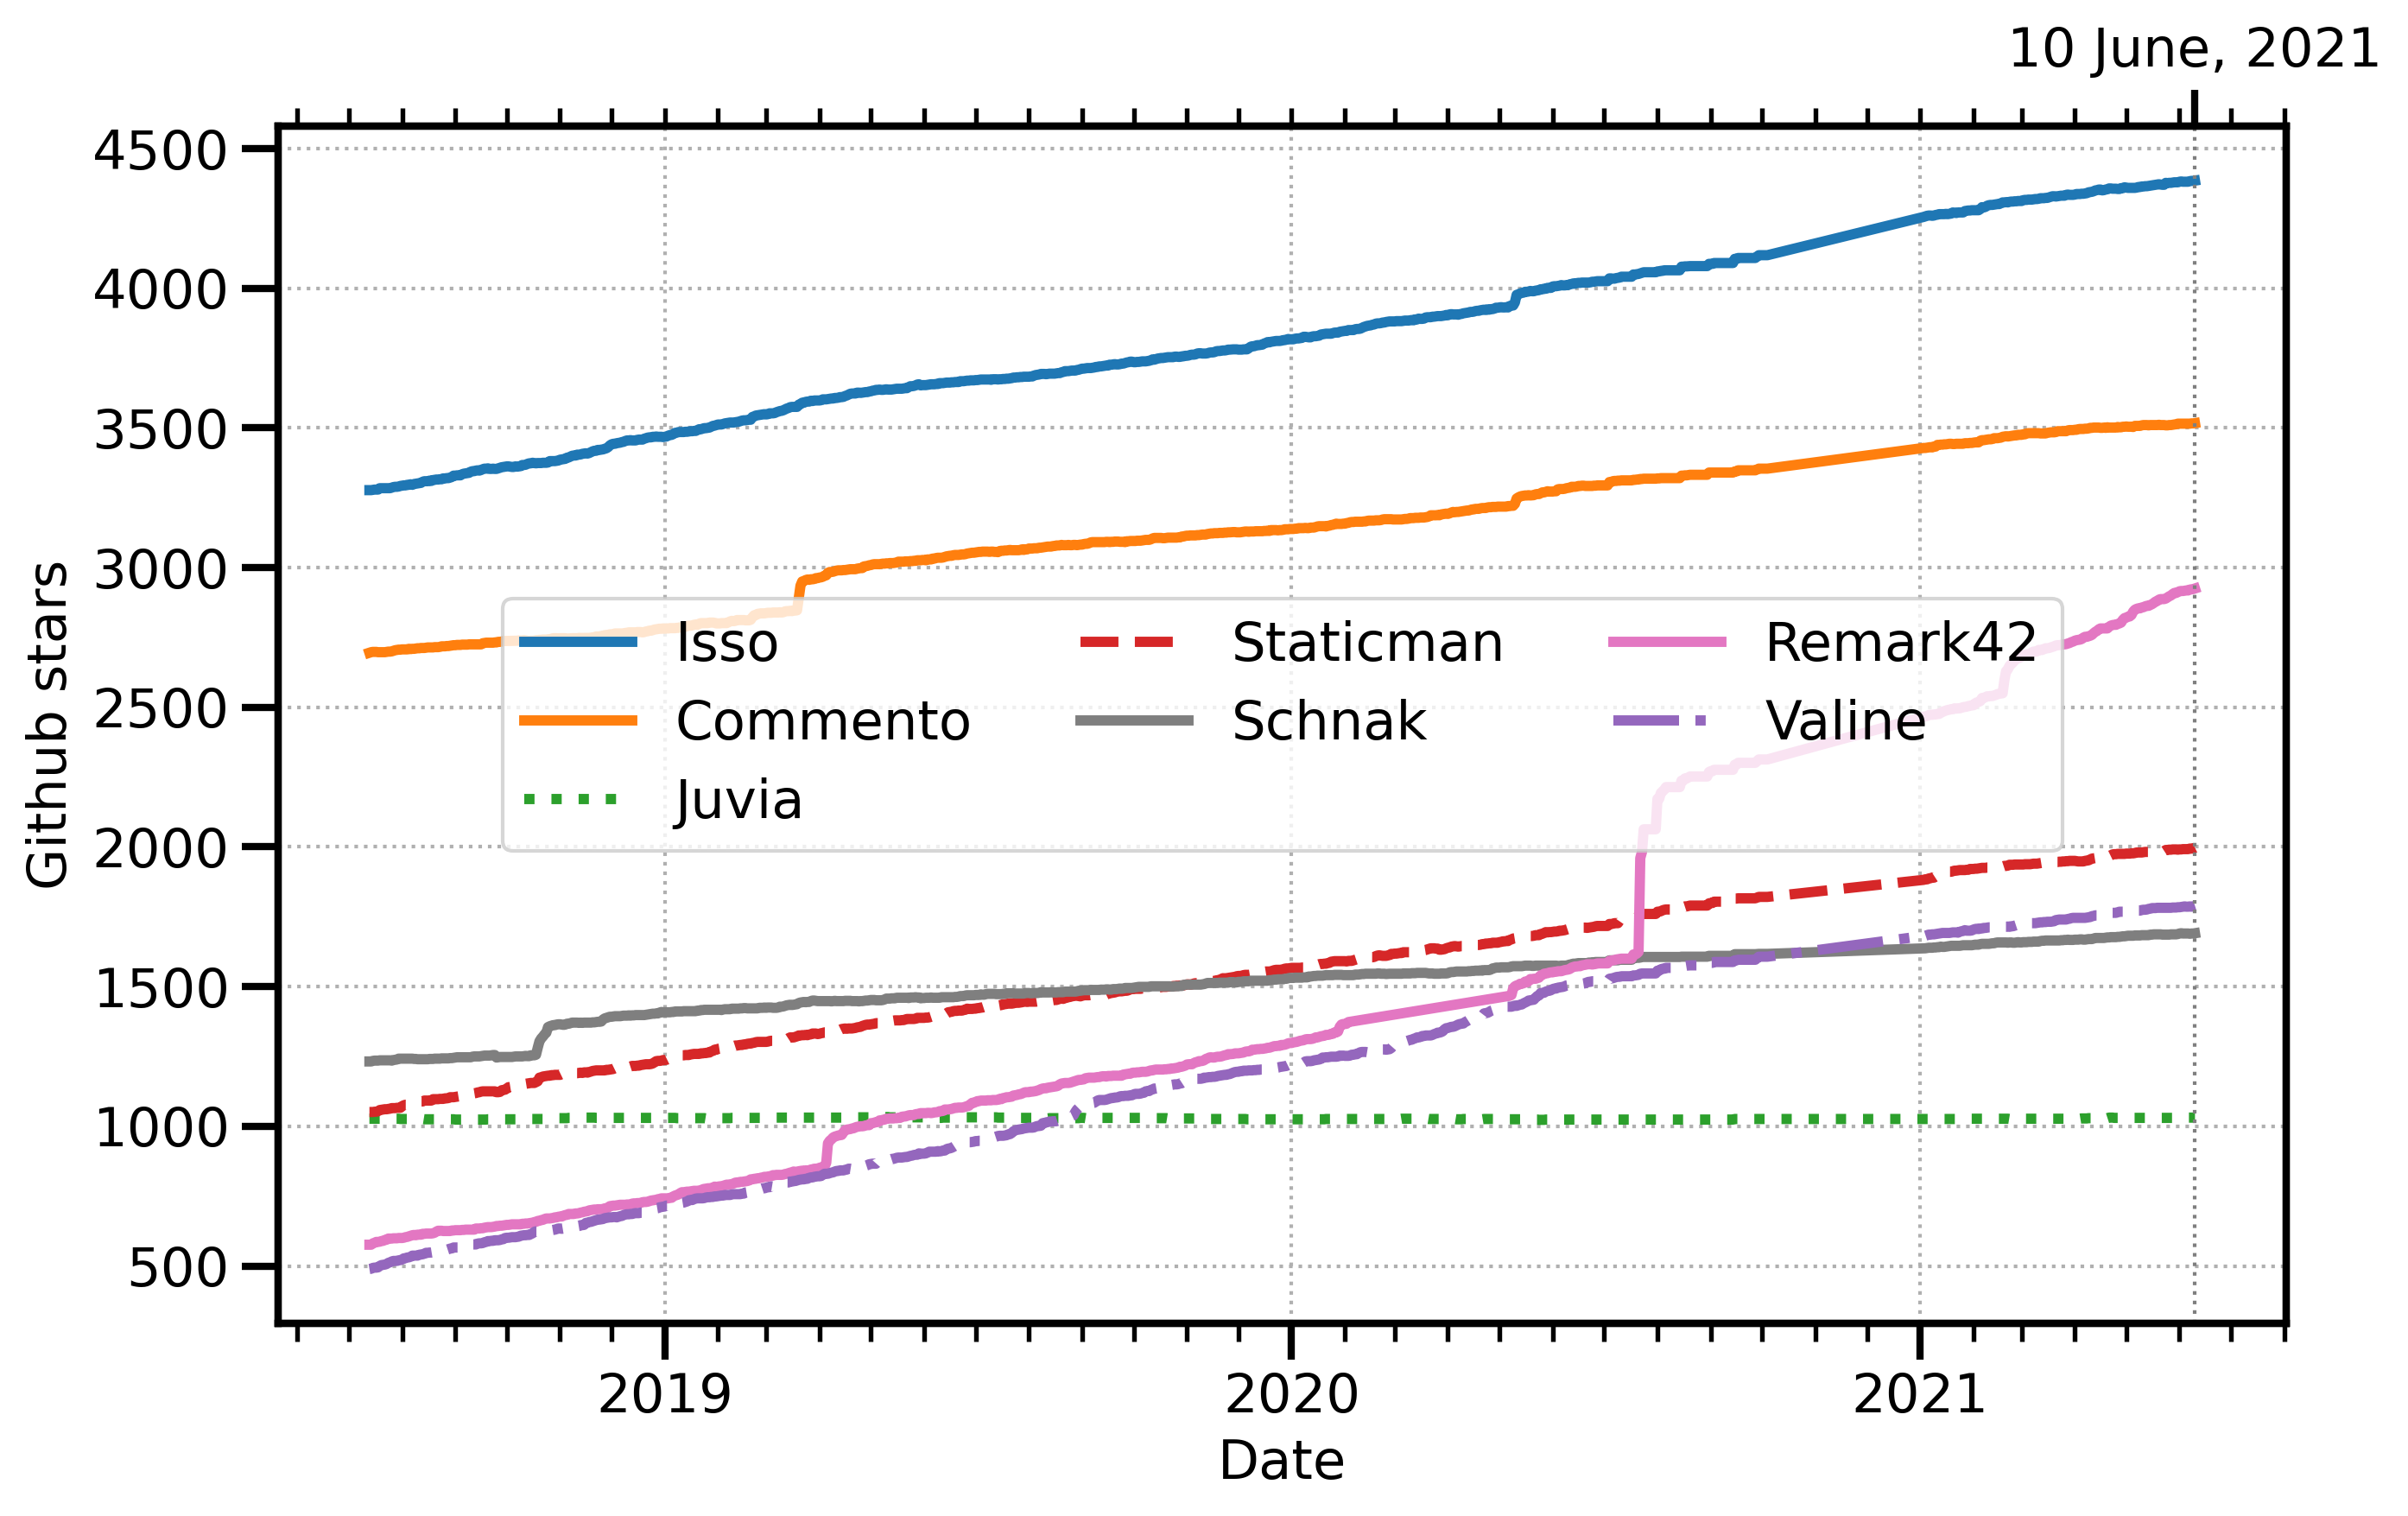 10 June, 2021
4500
4000
3500
3000
2500
2000
1500
1000
500
Github stars
Isso
Commento
Juvia
Staticman
Schnak
Remark42
Valine
2019
2020
2021
Date